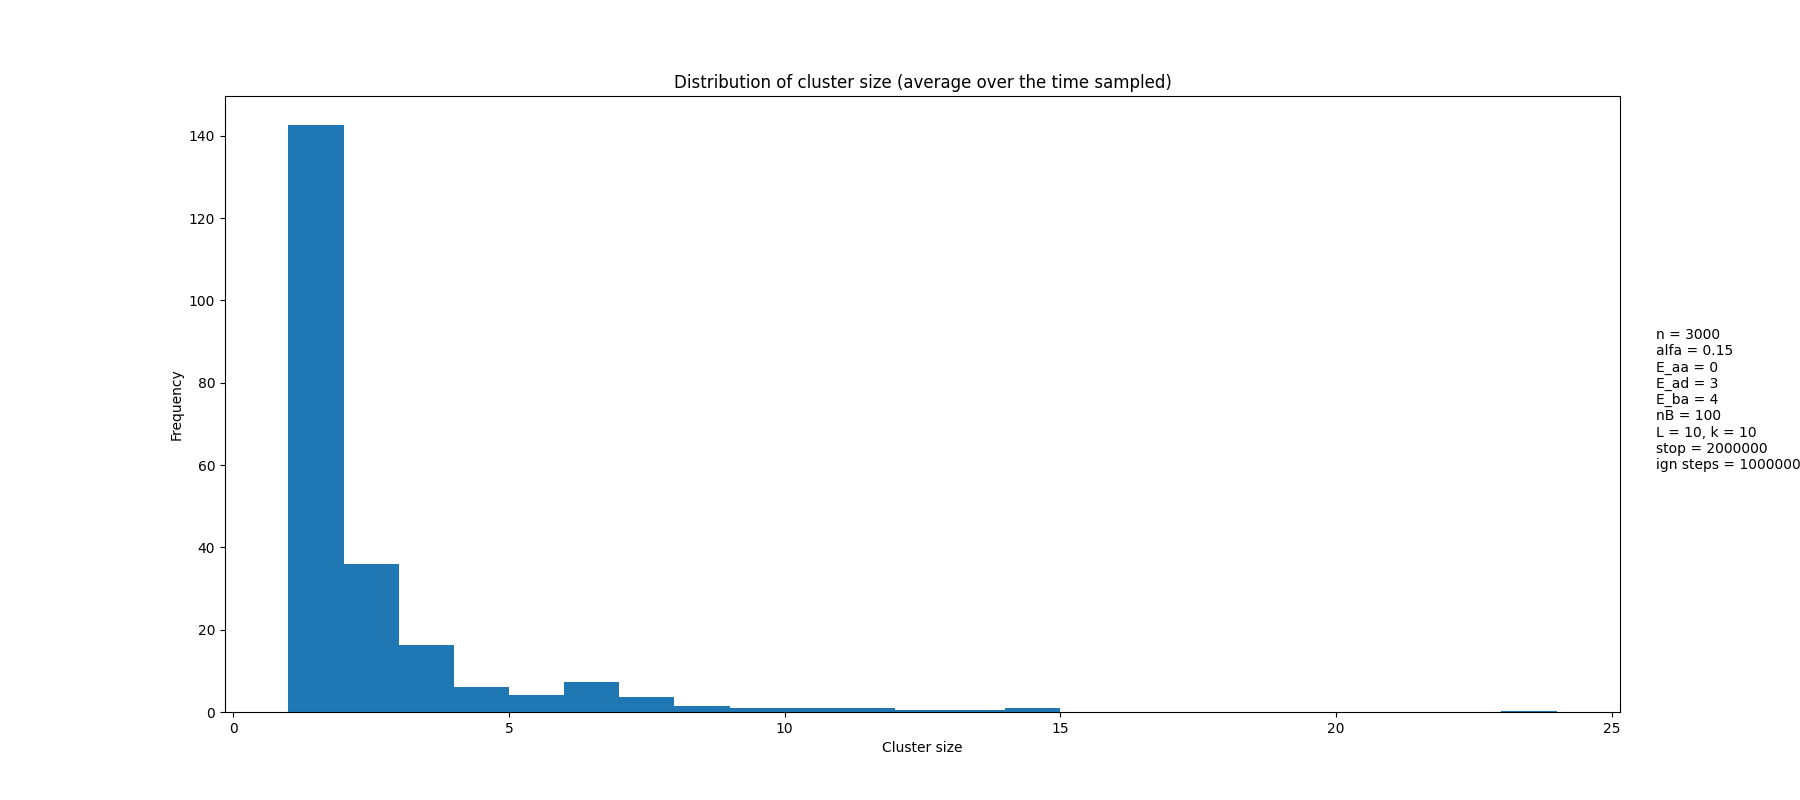 Distribution of cluster size (average over the time sampled)
140
120
100
80
60
40
20
0
Frequency
0 5 10 15 20 25
Cluster size
n = 3000
alfa = 0.15
E_aa = 0
E_ad = 3
E_ba = 4
nB = 100
L = 10, k = 10
stop = 2000000
ign steps = 1000000